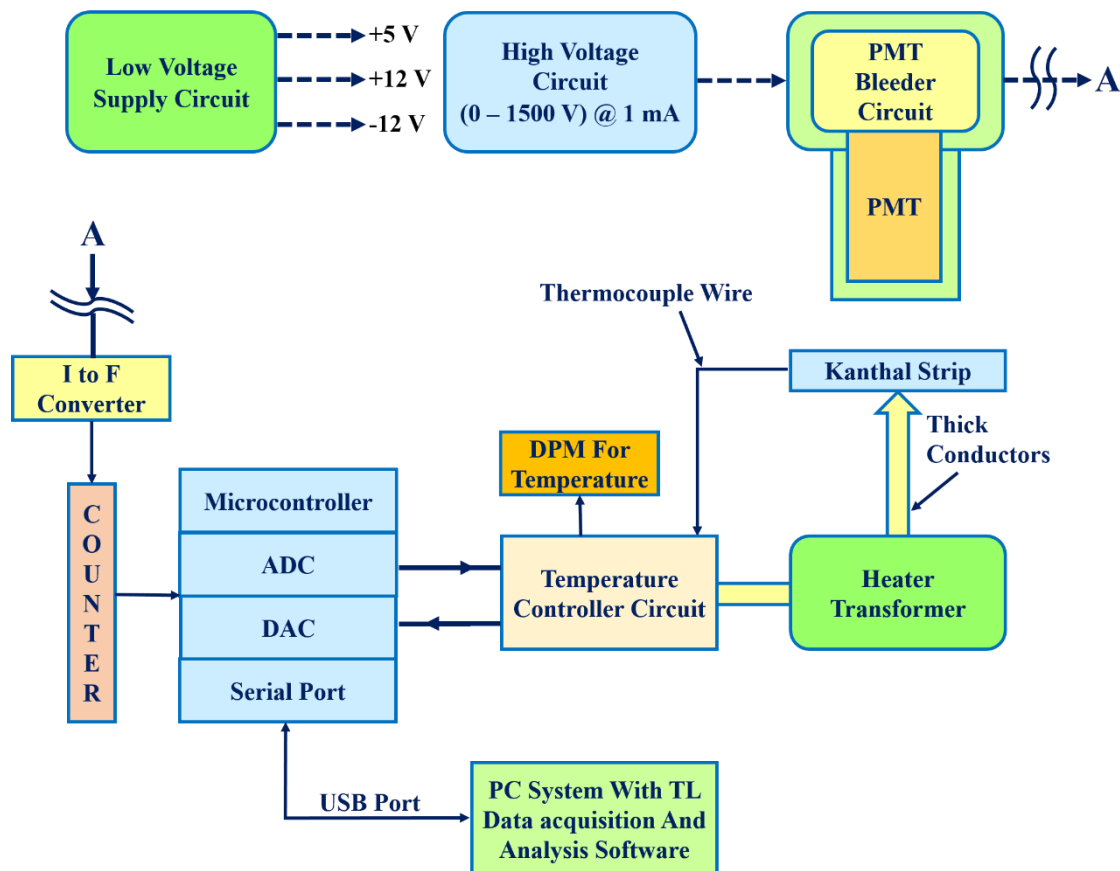 Low Voltage
Supply Circuit
+5 V
+12 V
-12 V
High Voltage
Circuit
(0 – 1500 V) @ 1 mA
PMT
Bleeder
Circuit
A
PMT
A
I to F
Converter
COUNTER
Microcontroller
ADC
DAC
Serial Port
USB Port
PC System With TL
Data acquisition And
Analysis Software
DPM For
Temperature
Temperature
Controller Circuit
Thermocouple Wire
Kanthal Strip
Thick
Conductors
Heater
Transformer